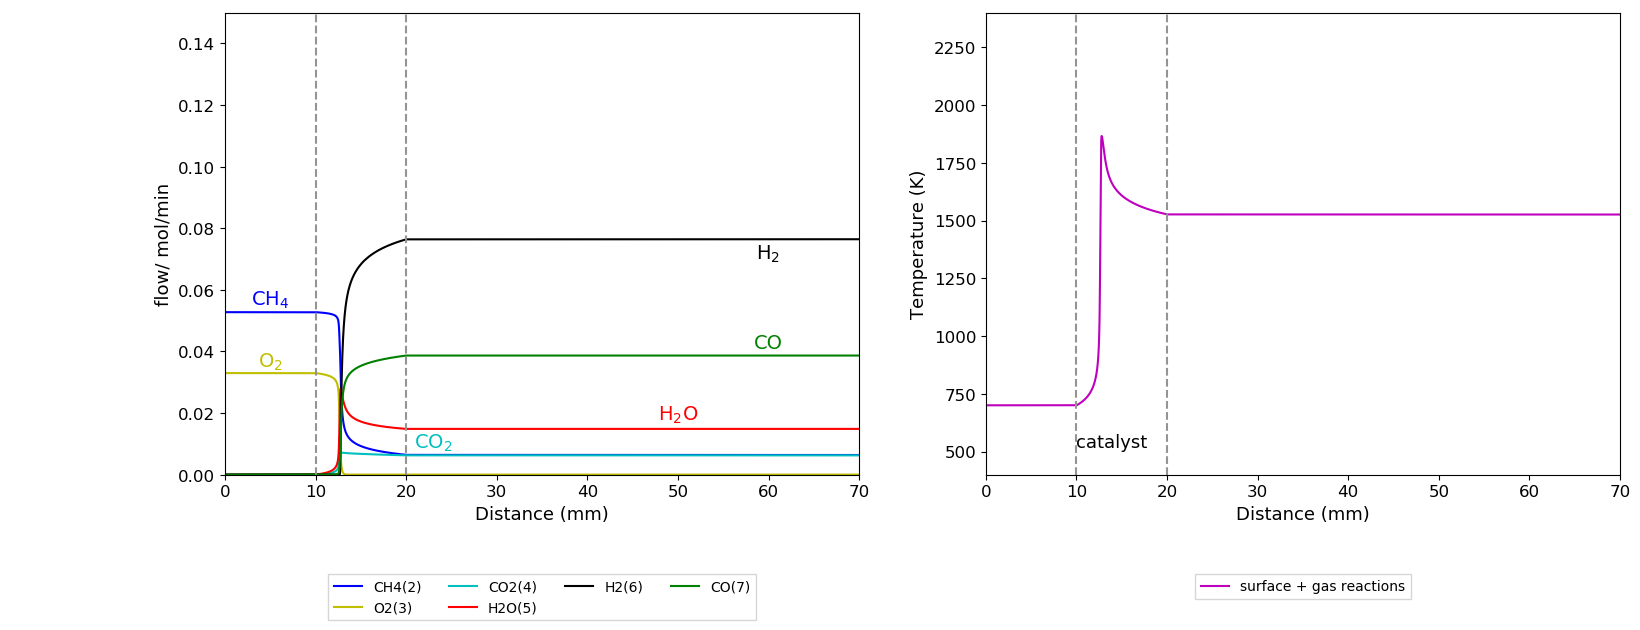 0.14
0.12
0.10
0.08
0.06
0.04
0.02
0.00
flow/ mol/min
CH₄
O₂
H₂
CO
H₂O
CO₂
0 10 20 30 40 50 60 70
Distance (mm)
CH4(2) CO2(4) H2(6) CO(7)
O2(3) H2O(5)
2250
2000
1750
1500
1250
1000
750
500
Temperature (K)
catalyst
0 10 20 30 40 50 60 70
Distance (mm)
surface + gas reactions